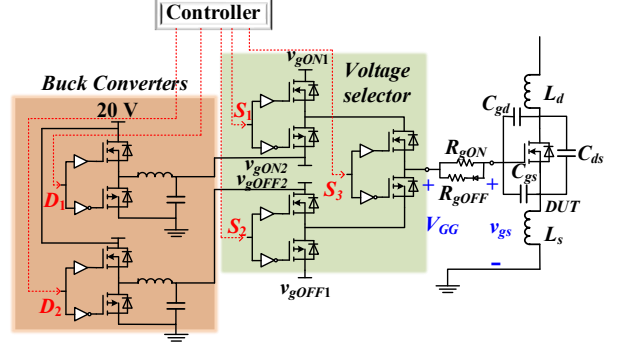 Controller
Buck Converters
20 V
D1
D2
vgON1
Voltage
selector
S1
vgON2
vgOFF2
S2
S3
vgOFF1
RgON
RgOFF
+
+
VGG
vgs
-
Cgd
Ld
Cds
Cgs
DUT
Ls